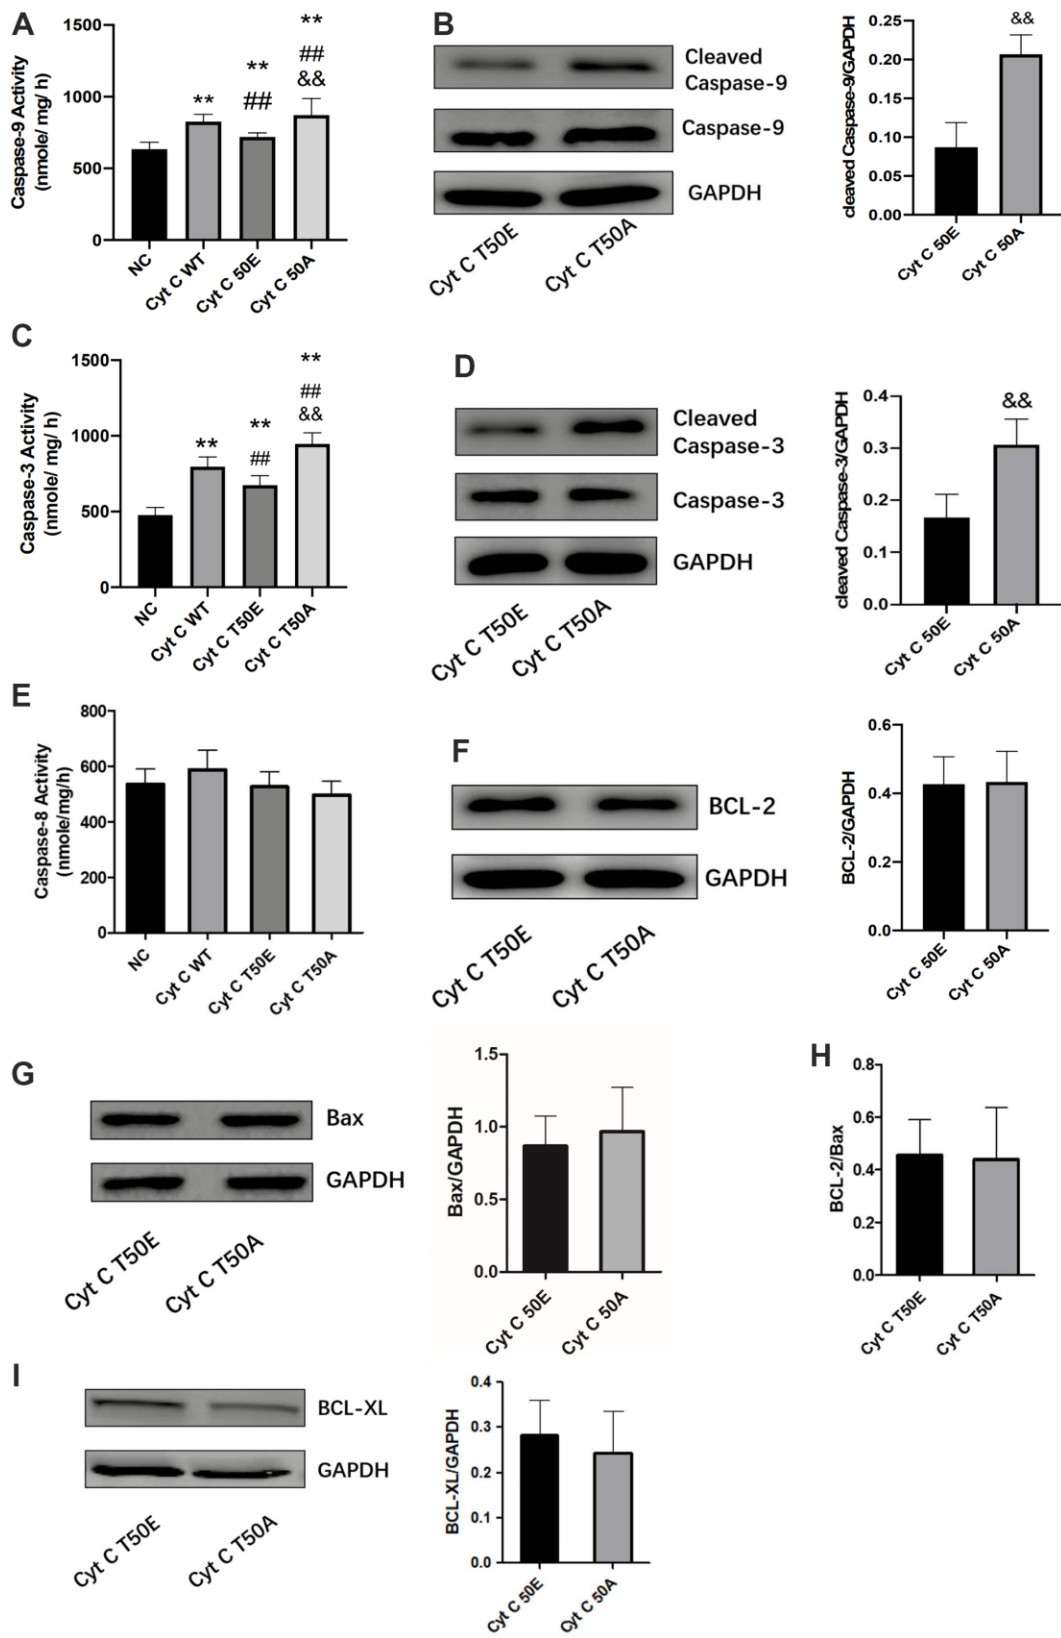 A
Caspase-9 Activity
(nmole/ mg/ h)
1500
1000
500
0
**
**
##
**
##
&&
NC
Cyt C WT
Cyt C 50E
Cyt C 50A
B
Cleaved
Caspase-9
Caspase-9
GAPDH
Cyt C T50E
Cyt C T50A
cleaved Caspase-9/GAPDH
0.25
0.20
0.15
0.10
0.05
0.00
&&
Cyt C 50E
Cyt C 50A
C
Caspase-3 Activity
(nmole/ mg/ h)
1500
1000
500
0
**
**
##
**
##
&&
NC
Cyt C WT
Cyt C T50E
Cyt C T50A
D
Cleaved
Caspase-3
Caspase-3
GAPDH
Cyt C T50E
Cyt C T50A
cleaved Caspase-3/GAPDH
0.4
0.3
0.2
0.1
0.0
&&
Cyt C 50E
Cyt C 50A
E
Caspase-8 Activity
(nmole/mg/h)
800
600
400
200
0
NC
Cyt C WT
Cyt C T50E
Cyt C T50A
F
BCL-2
GAPDH
Cyt C T50E
Cyt C T50A
BCL-2/GAPDH
0.6
0.4
0.2
0.0
Cyt C 50E
Cyt C 50A
G
Bax
GAPDH
Cyt C T50E
Cyt C T50A
Bax/GAPDH
1.5
1.0
0.5
0.0
Cyt C 50E
Cyt C 50A
H
BCL-2/Bax
0.8
0.6
0.4
0.2
0.0
Cyt C T50E
Cyt C T50A
I
BCL-XL
GAPDH
Cyt C T50E
Cyt C T50A
BCL-XL/GAPDH
0.4
0.3
0.2
0.1
0.0
Cyt C 50E
Cyt C 50A